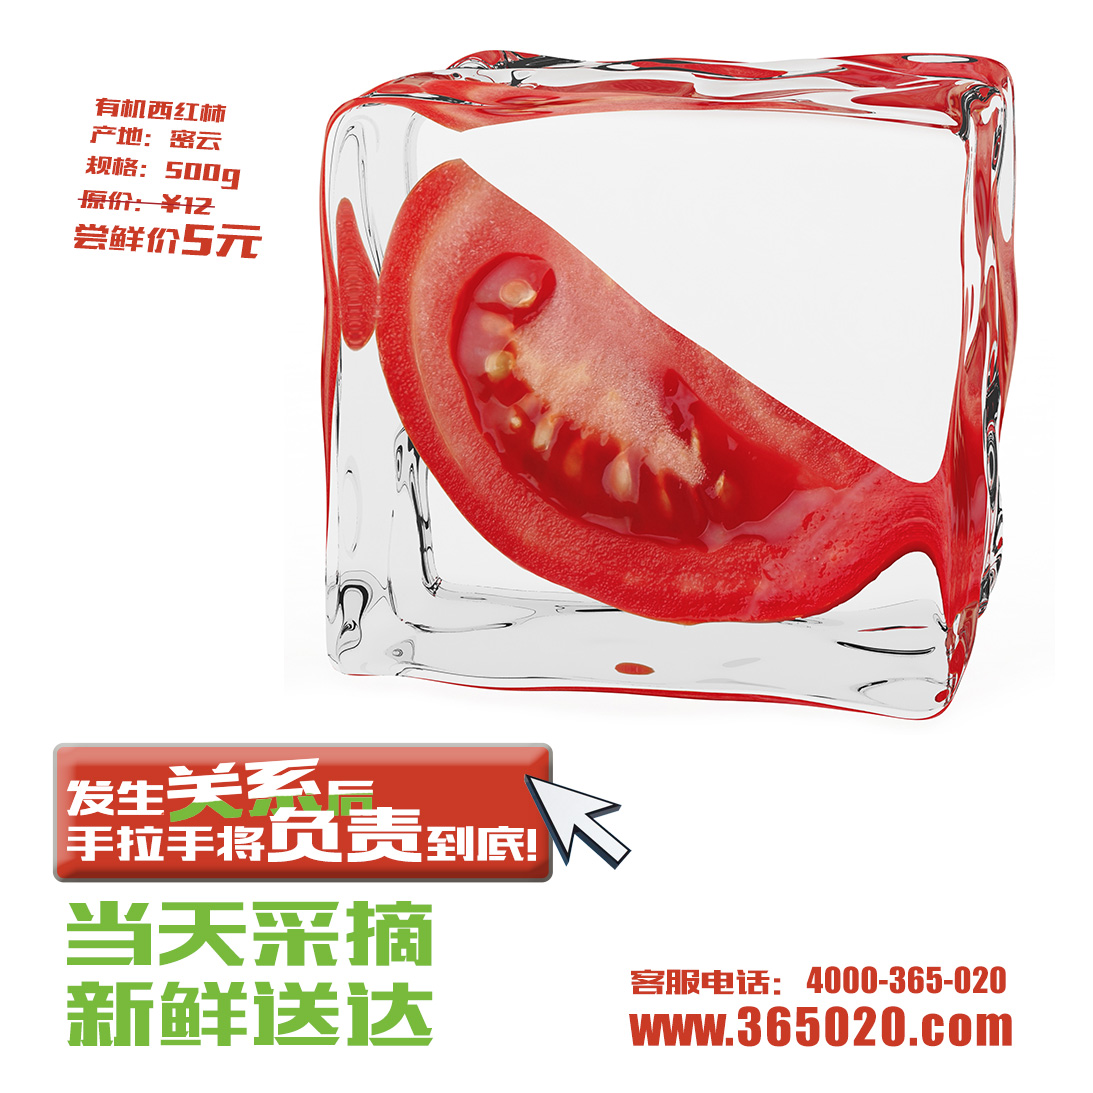 有机西红柿
产地：密云
规格：500g
原价：¥12
尝鲜价5元
发生关系后
手拉手将负责到底！
当天采摘
新鲜送达
客服电话：4000-365-020
www.365020.com